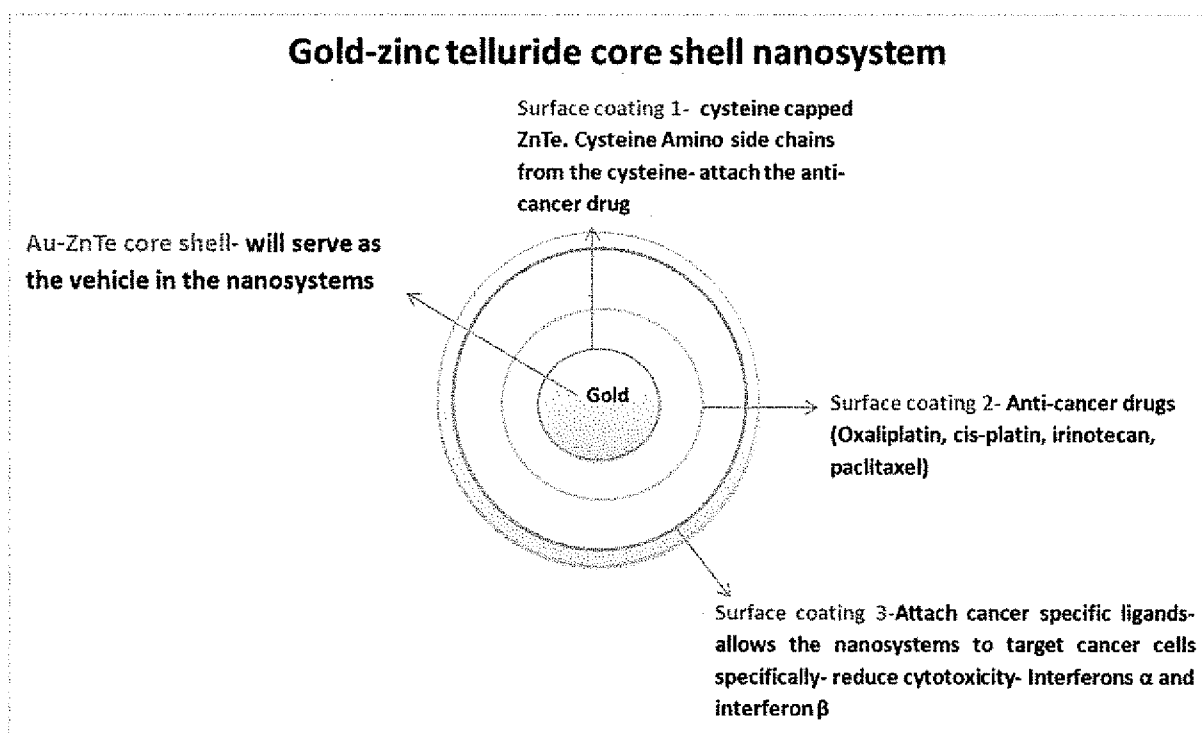 Gold-zinc telluride core shell nanosystem
Surface coating 1- cysteine capped
ZnTe. Cysteine Amino side chains
from the cysteine- attach the anti-
cancer drug
Au-ZnTe core shell- will serve as
the vehicle in the nanosystems
Gold
Surface coating 2- Anti-cancer drugs
(Oxaliplatin, cis-platin, irinotecan,
paclitaxel)
Surface coating 3-Attach cancer specific ligands-
allows the nanosystems to target cancer cells
specifically- reduce cytotoxicity- Interferons α and
interferon β